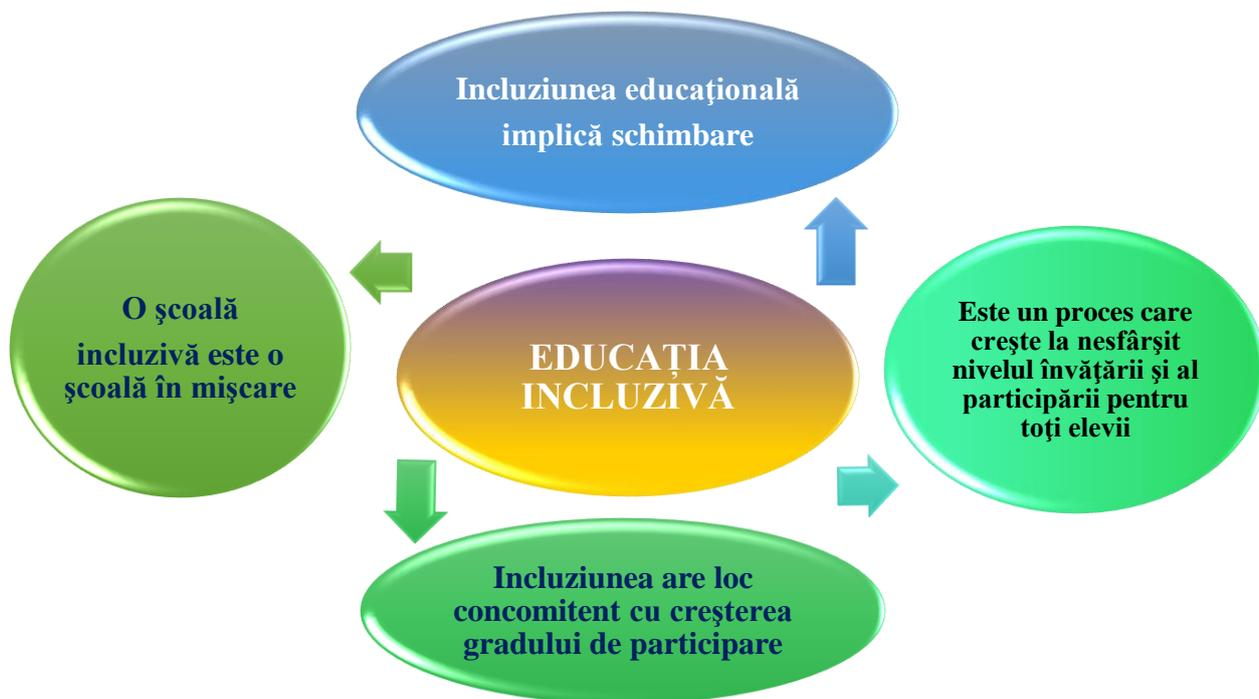 Incluziunea educaţională
implică schimbare
O şcoală
incluzivă este o
şcoală în mişcare
EDUCAȚIA
INCLUZIVĂ
Este un proces care
creşte la nesfârşit
nivelul învăţării şi al
participării pentru
toţi elevii
Incluziunea are loc
concomitent cu creşterea
gradului de participare